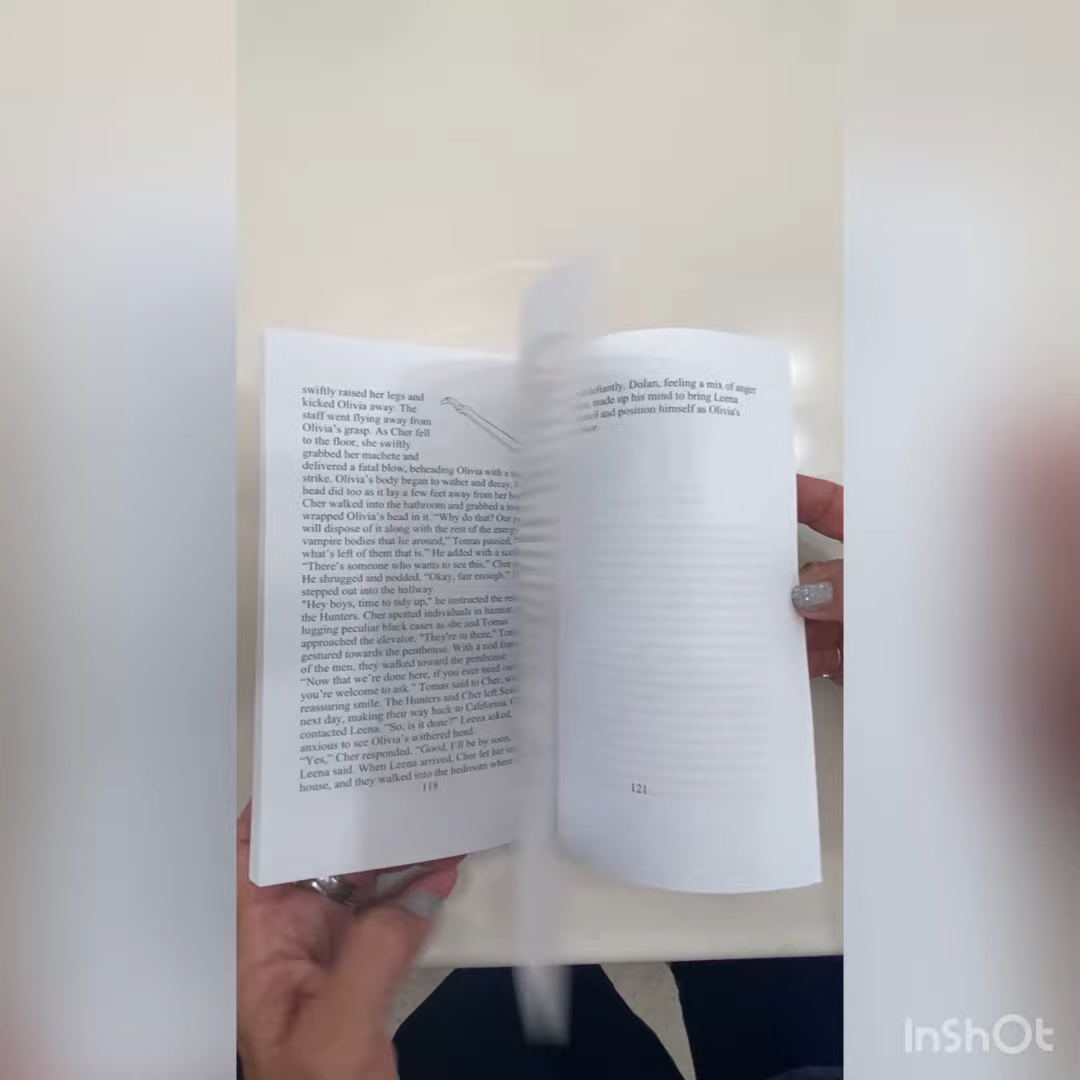 swiftly raised her legs and
kicked Olivia away. The
staff went flying away from
Olivia's grasp. As Cher fell
to the floor, she swiftly
grabbed her machete and
delivered a fatal blow, beheading Olivia with a
strike. Olivia's body began to wither and decay,
head did too as it lay a few feet away from her
Cher walked into the bathroom and grabbed a
wrapped Olivia's head in it. "Why do that? Our
will dispose of it along with the rest of the
vampire bodies that lie around," Tomas paused, "
what's left of them that is." He added with a
"There's someone who wants to see this," Cher
He shrugged and nodded, "Okay, fair enough."
stepped out into the hallway.
"Hey boys, time to tidy up," he instructed the
the Hunters. Cher spotted individuals in
lugging peculiar black cases as she and Tomas
approached the elevator. "They're in there,"
gestured towards the penthouse. With a nod
of the men, they walked toward the penthouse.
"Now that we're done here, if you ever need
you're welcome to ask." Tomas said to Cher,
reassuring smile. The Hunters and Cher left
next day, making their way back to California.
contacted Leena. "So, is it done?" Leena asked,
anxious to see Olivia's withered head.
"Yes," Cher responded. "Good, I'll be by soon,
Leena said. When Leena arrived, Cher let her
house, and they walked into the bedroom where
118
Dolan, feeling a mix of anger
made up his mind to bring Leena
and position himself as Olivia's
121
InShOt